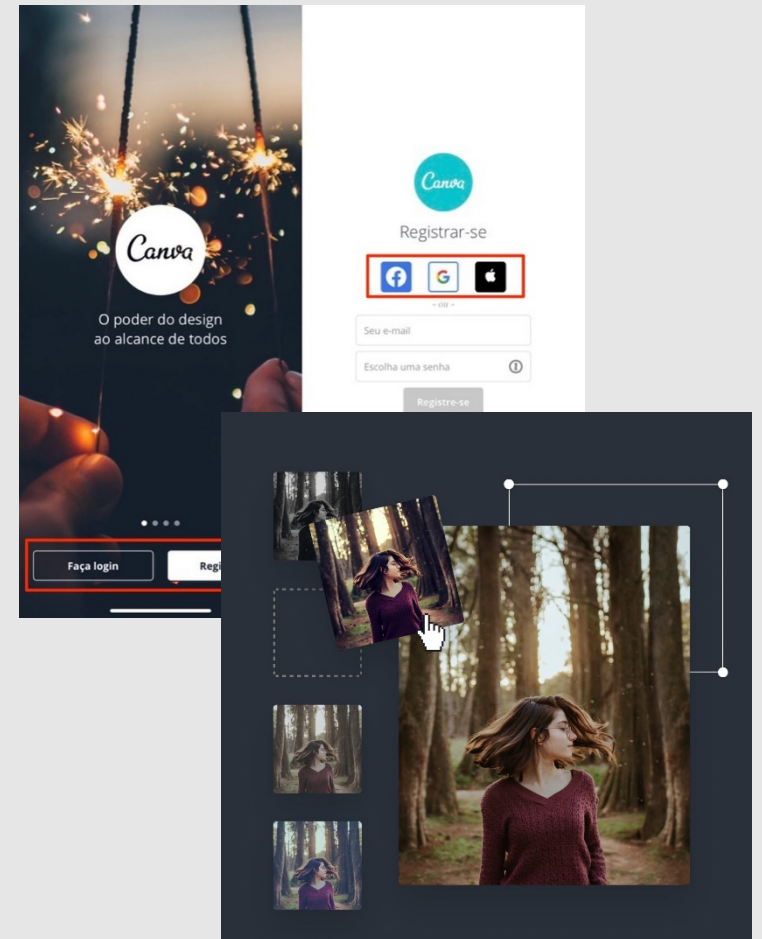 Canva
O poder do design
ao alcance de todos
Faça login
Regi
Canva
Registrar-se
- ou -
Seu e-mail
Escolha uma senha
Registre-se